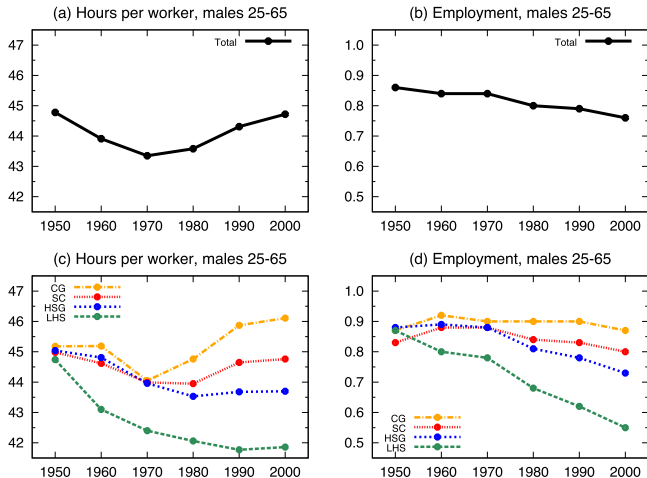 (a) Hours per worker, males 25-65
Total
47
46
45
44
43
42
1950 1960 1970 1980 1990 2000
(b) Employment, males 25-65
Total
1.0
0.9
0.8
0.7
0.6
0.5
1950 1960 1970 1980 1990 2000
(c) Hours per worker, males 25-65
CG
SC
HSG
LHS
47
46
45
44
43
42
1950 1960 1970 1980 1990 2000
(d) Employment, males 25-65
1.0
0.9
0.8
0.7
0.6
0.5
CG
SC
HSG
LHS
1950 1960 1970 1980 1990 2000